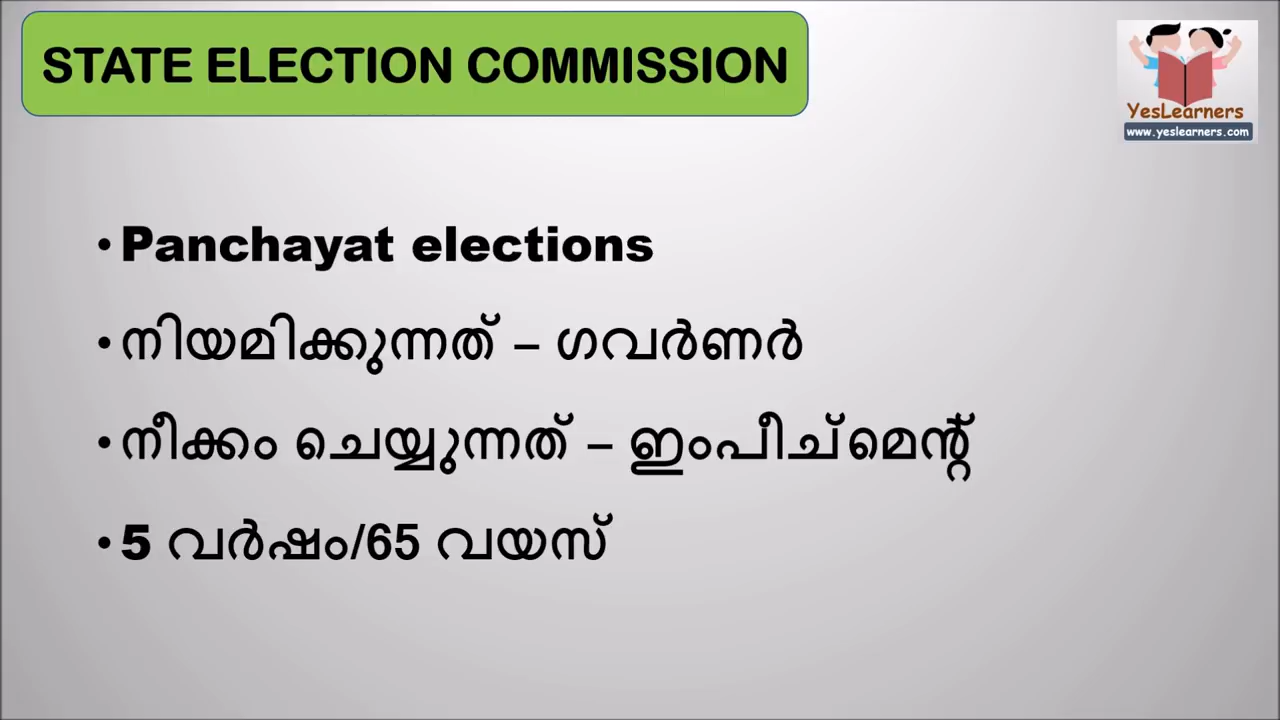 STATE ELECTION COMMISSION
YesLearners
www.yeslearners.com
• Panchayat elections
• നിയമിക്കുന്നത് – ഗവർണർ
• നീക്കം ചെയ്യുന്നത് – ഇംപീച്മെന്റ്
• 5 വർഷം/65 വയസ്